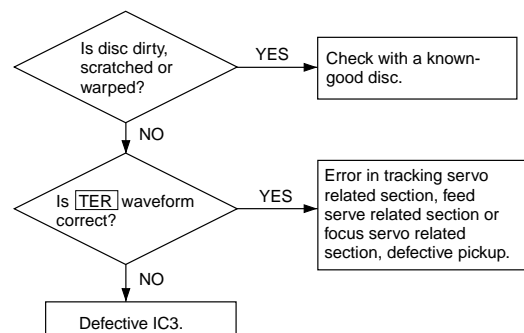 Is disc dirty,
scratched or
warped?
YES
Check with a known-
good disc.
NO
Is TER waveform
correct?
YES
Error in tracking servo
related section, feed
serve related section or
focus servo related
section, defective pickup.
NO
Defective IC3.